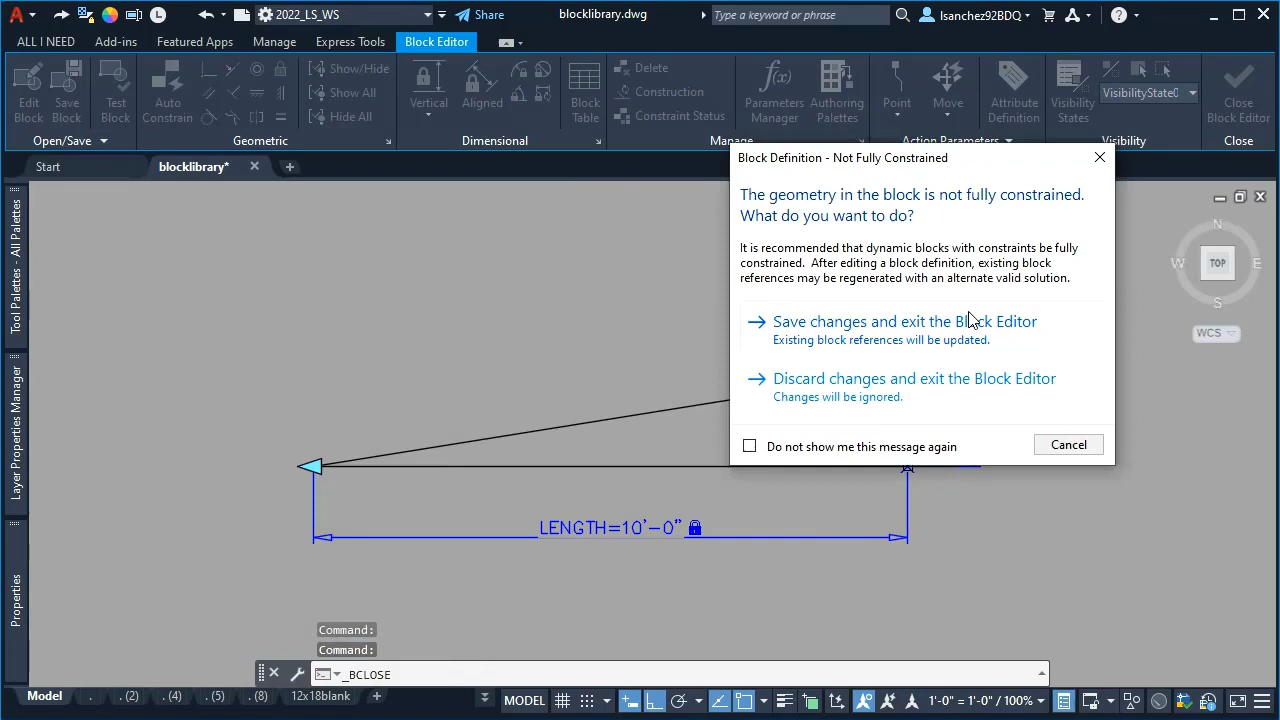 A
2022_LS_WS
Share
blocklibrary.dwg
Type a keyword or phrase
lsanchez92BDQ
?
ALL I NEED
Add-ins
Featured Apps
Manage
Express Tools
Block Editor
Edit
Block
Save
Block
Test
Block
Auto
Constrain
Show/Hide
Show All
Hide All
Vertical
Aligned
Block
Table
Delete
Construction
Constraint Status
f(x)
Parameters
Manager
Authoring
Palettes
Point
Move
Attribute
Definition
Visibility
States
VisibilityState0
Close
Block Editor
Open/Save
Geometric
Dimensional
Manage
Action Parameters
Visibility
Close
Start
blocklibrary*
Block Definition - Not Fully Constrained
The geometry in the block is not fully constrained.
What do you want to do?
It is recommended that dynamic blocks with constraints be fully
constrained. After editing a block definition, existing block
references may be regenerated with an alternate valid solution.
Save changes and exit the Block Editor
Existing block references will be updated.
Discard changes and exit the Block Editor
Changes will be ignored.
Do not show me this message again
Cancel
N
W
TOP
E
S
WCS
Tool Palettes - All Palettes
Layer Properties Manager
Properties
LENGTH=10'-0"
Command:
Command:
_BCLOSE
Model
.
. (2)
. (4)
. (5)
. (8)
12x18blank
MODEL
1'-0" = 1'-0" / 100%